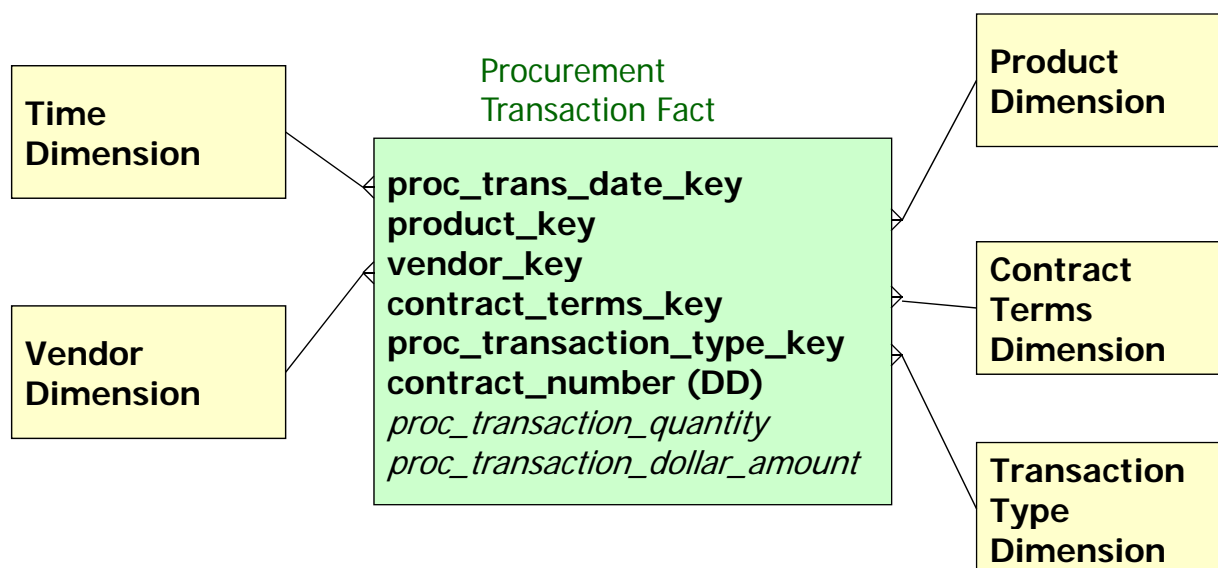 Time
Dimension
Vendor
Dimension
Procurement
Transaction Fact
proc_trans_date_key
product_key
vendor_key
contract_terms_key
proc_transaction_type_key
contract_number (DD)
proc_transaction_quantity
proc_transaction_dollar_amount
Product
Dimension
Contract
Terms
Dimension
Transaction
Type
Dimension